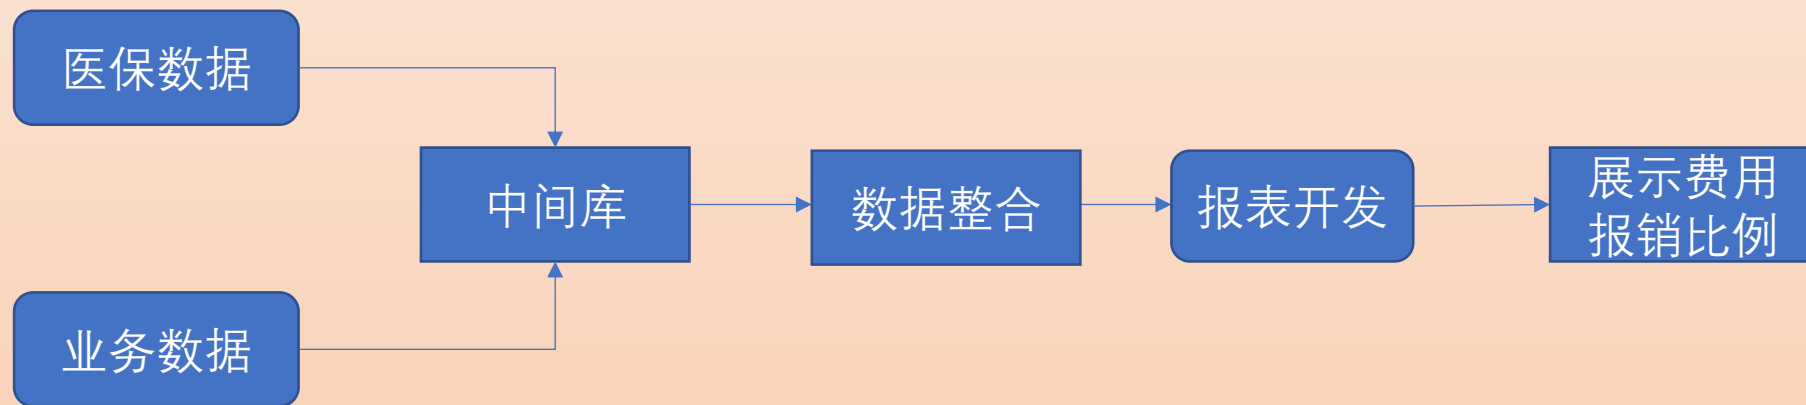 医保数据
中间库
数据整合
报表开发
展示费用
报销比例
业务数据